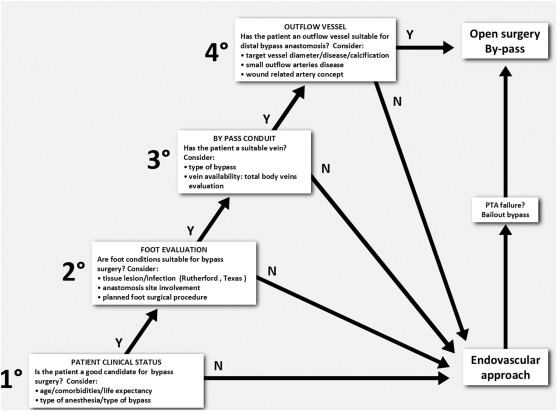 OUTFLOW VESSEL
Has the patient an outflow vessel suitable for
distal bypass anastomosis? Consider:
• target vessel diameter/disease/calcification
• small outflow arteries disease
• wound related artery concept
4°
Y
Open surgery
By-pass
N
Y
BY PASS CONDUIT
Has the patient a suitable vein?
Consider:
• type of bypass
• vein availability: total body veins
evaluation
3°
N
PTA failure?
Bailout bypass
Y
FOOT EVALUATION
Are foot conditions suitable for bypass
surgery? Consider:
• tissue lesion/infection (Rutherford , Texas )
• anastomosis site involvement
• planned foot surgical procedure
2°
N
Y
PATIENT CLINICAL STATUS
Is the patient a good candidate for bypass
surgery? Consider:
• age/comorbidities/life expectancy
• type of anesthesia/type of bypass
1°
N
Endovascular
approach